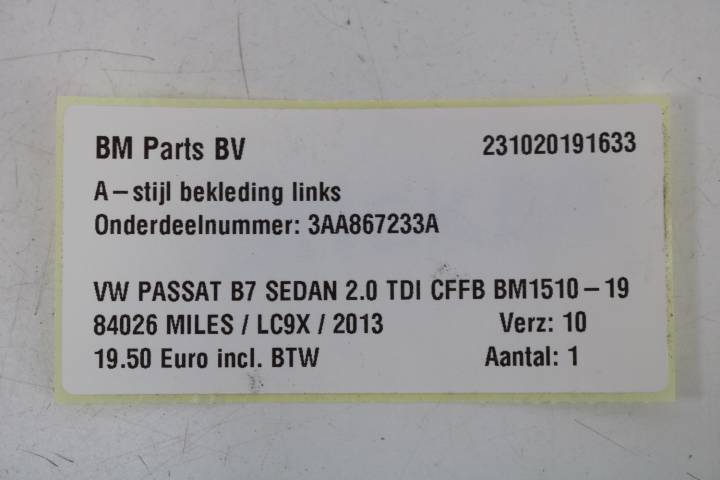 BM Parts BV 231020191633
A-stijl bekleding links
Onderdeelnummer: 3AA867233A
VW PASSAT B7 SEDAN 2.0 TDI CFFB BM1510-19
84026 MILES / LC9X / 2013 Verz: 10
19.50 Euro incl. BTW Aantal: 1